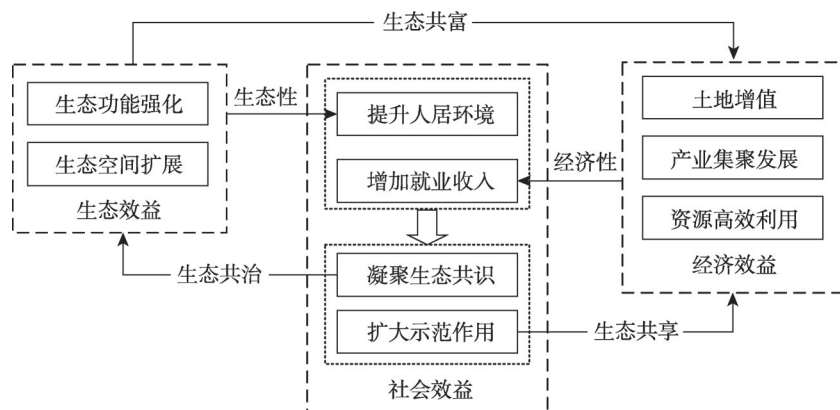 生态共富
生态功能强化
生态空间扩展
生态效益
生态性
提升人居环境
增加就业收入
经济性
土地增值
产业集聚发展
资源高效利用
经济效益
生态共治
凝聚生态共识
扩大示范作用
生态共享
社会效益